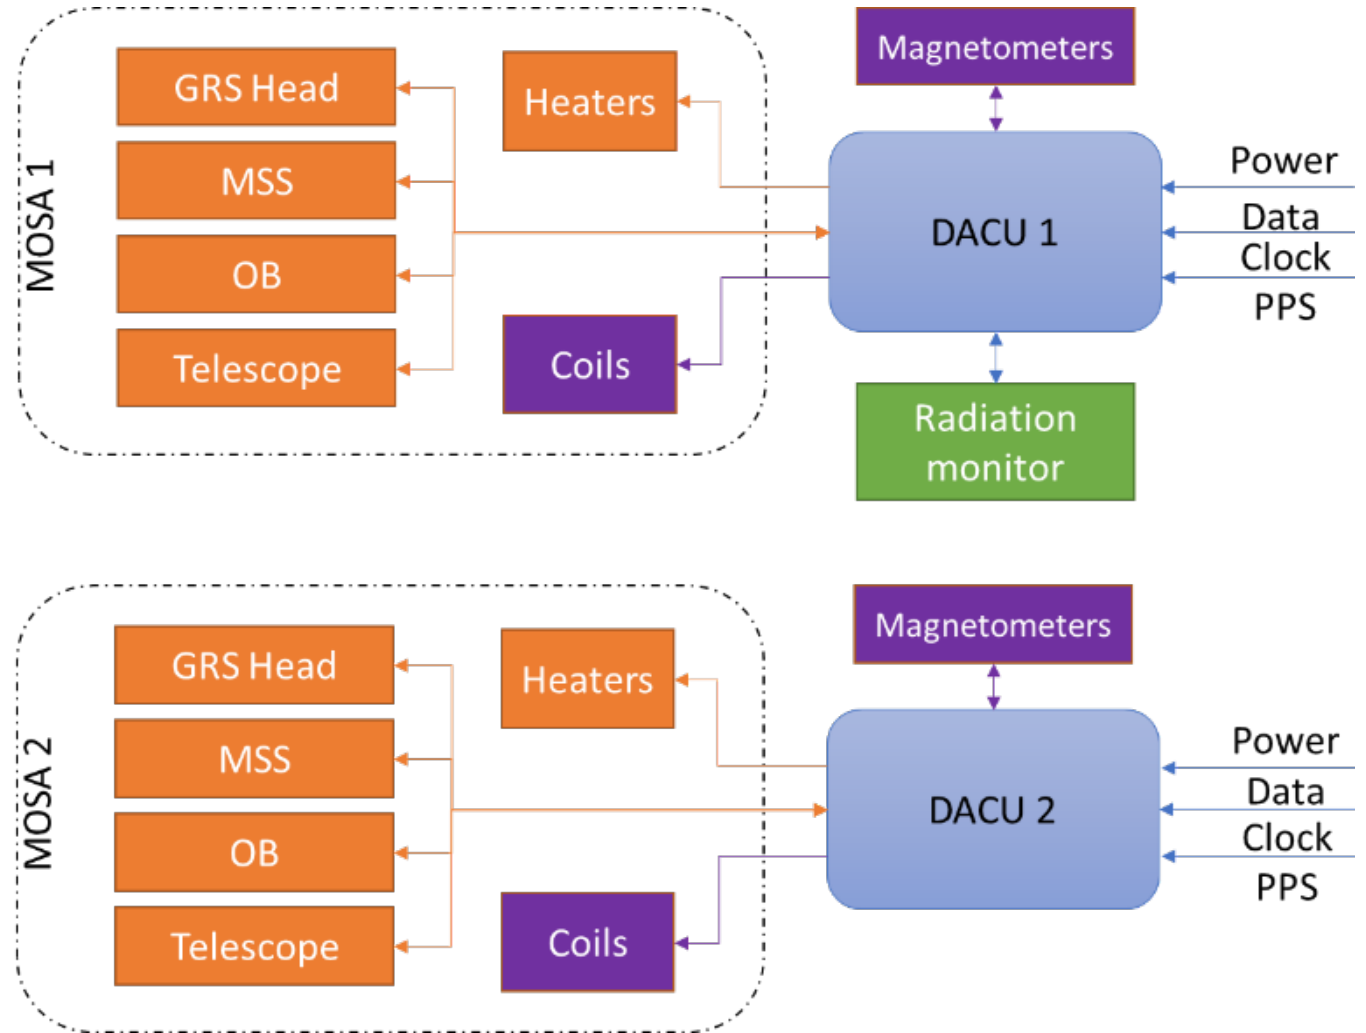 MOSA 1
GRS Head
MSS
OB
Telescope
Heaters
Coils
Magnetometers
DACU 1
Radiation
monitor
Power
Data
Clock
PPS
MOSA 2
GRS Head
MSS
OB
Telescope
Heaters
Coils
Magnetometers
DACU 2
Power
Data
Clock
PPS